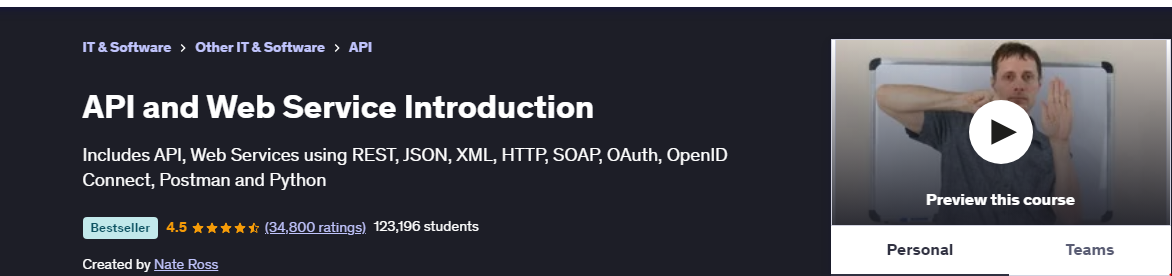 IT & Software > Other IT & Software > API
API and Web Service Introduction
Includes API, Web Services using REST, JSON, XML, HTTP, SOAP, OAuth, OpenID
Connect, Postman and Python
Bestseller 4.5 (34,800 ratings) 123,196 students
Created by Nate Ross
Preview this course
Personal Teams